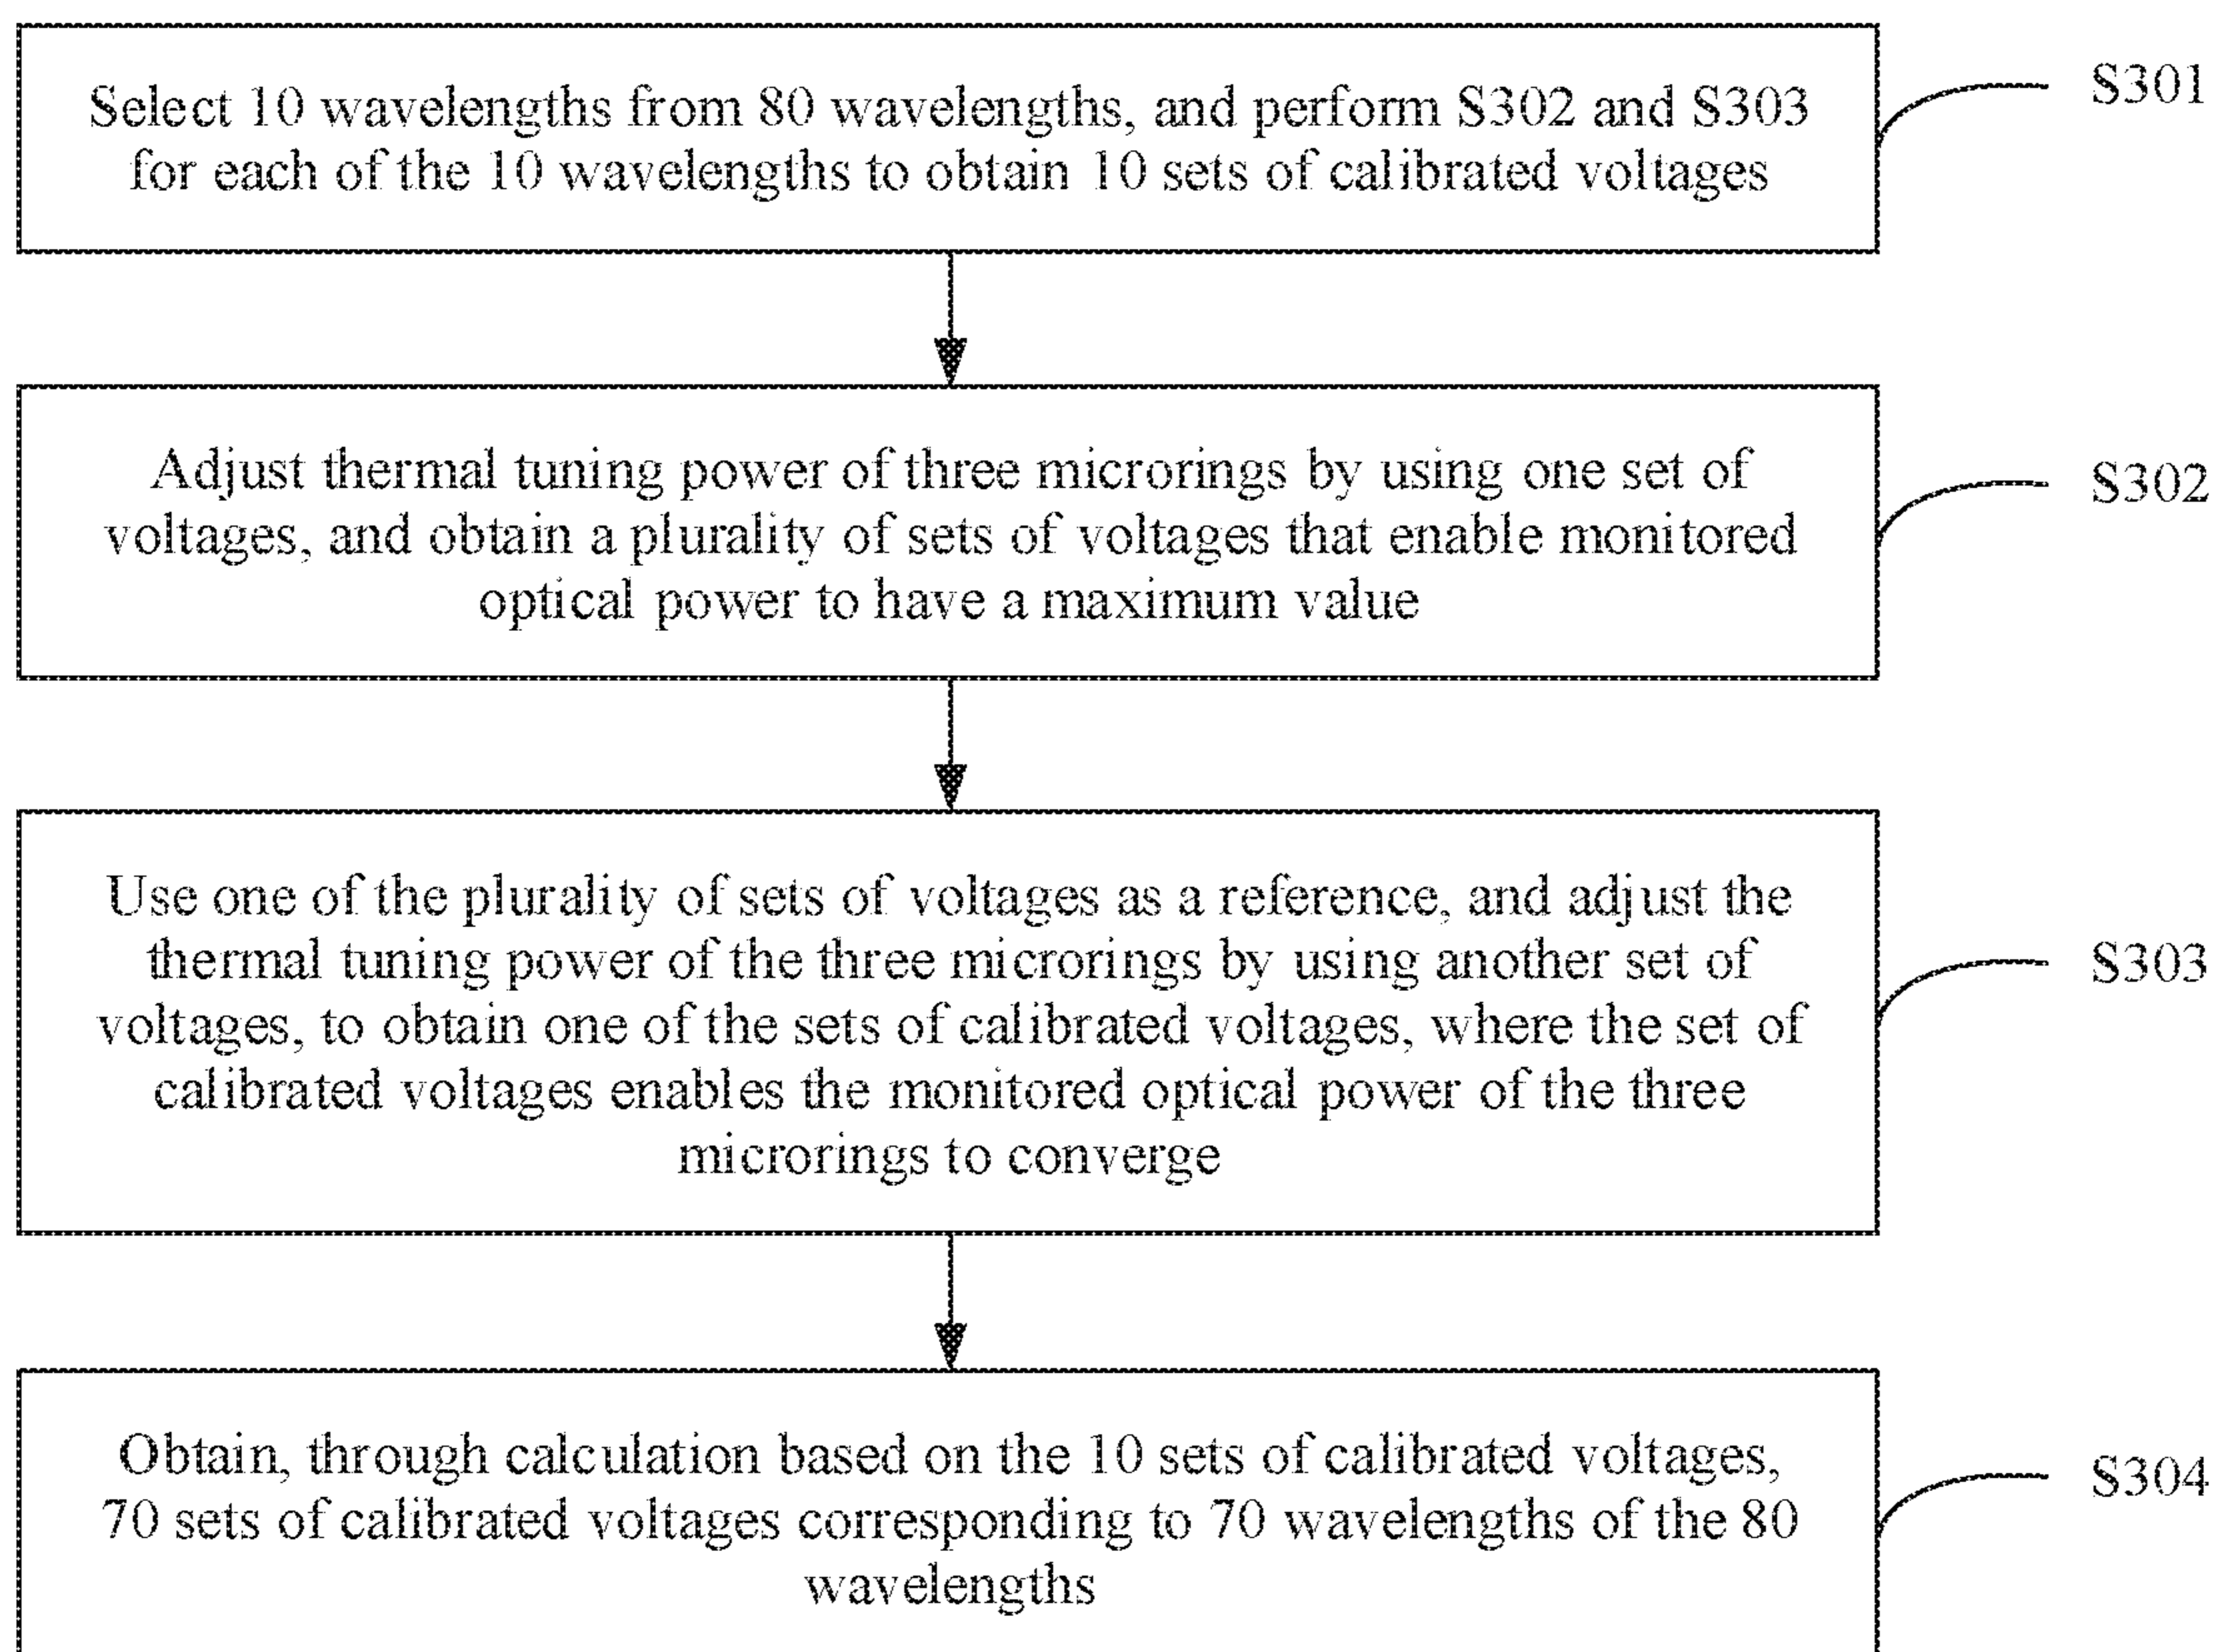 Select 10 wavelengths from 80 wavelengths, and perform S302 and S303
for each of the 10 wavelengths to obtain 10 sets of calibrated voltages
S301
Adjust thermal tuning power of three microrings by using one set of
voltages, and obtain a plurality of sets of voltages that enable monitored
optical power to have a maximum value
S302
Use one of the plurality of sets of voltages as a reference, and adjust the
thermal tuning power of the three microrings by using another set of
voltages, to obtain one of the sets of calibrated voltages, where the set of
calibrated voltages enables the monitored optical power of the three
microrings to converge
S303
Obtain, through calculation based on the 10 sets of calibrated voltages,
70 sets of calibrated voltages corresponding to 70 wavelengths of the 80
wavelengths
S304